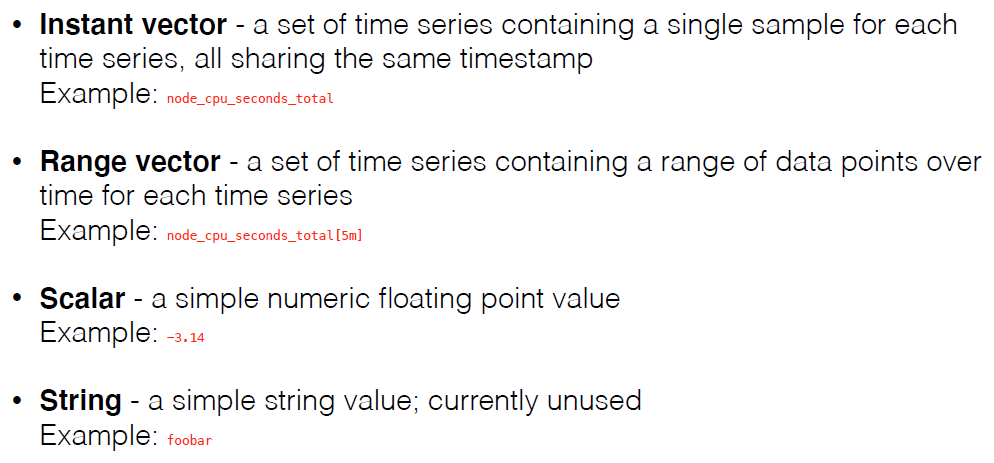 • Instant vector - a set of time series containing a single sample for each
time series, all sharing the same timestamp
Example: node_cpu_seconds_total
• Range vector - a set of time series containing a range of data points over
time for each time series
Example: node_cpu_seconds_total[5m]
• Scalar - a simple numeric floating point value
Example: −3.14
• String - a simple string value; currently unused
Example: foobar